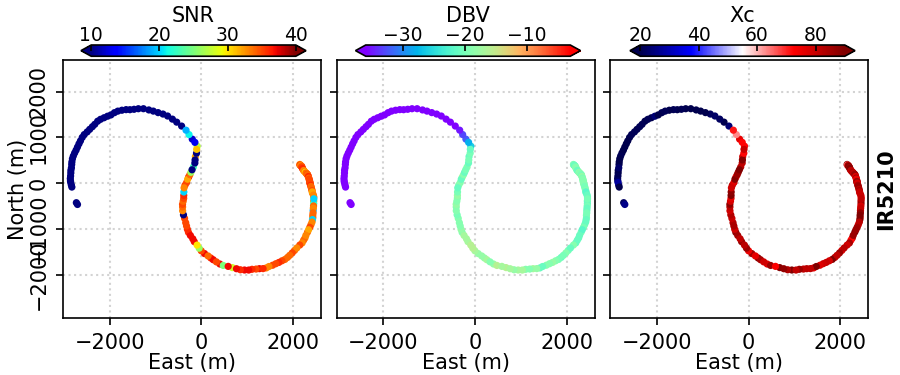 SNR DBV Xc
10 20 30 40 −30 −20 −10 20 40 60 80
North (m)
2000
1000
0
−1000
−2000
IR5210
−2000 0 2000 −2000 0 2000 −2000 0 2000
East (m) East (m) East (m)